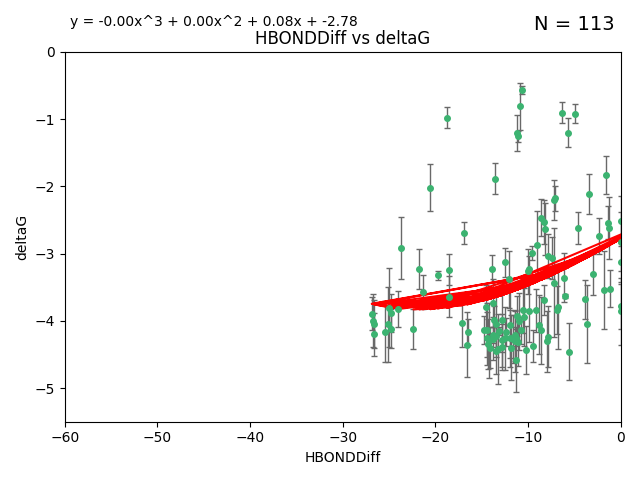 y = -0.00x^3 + 0.00x^2 + 0.08x + -2.78
N = 113
HBONDDiff vs deltaG
0
−1
−2
−3
−4
−5
deltaG
−60 −50 −40 −30 −20 −10 0
HBONDDiff